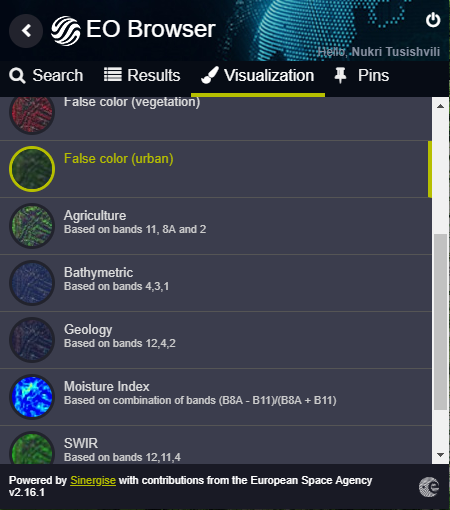 EO Browser
Hello, Nukri Tusishvili
Search
Results
Visualization
Pins
False color (vegetation)
False color (urban)
Agriculture
Based on bands 11, 8A and 2
Bathymetric
Based on bands 4,3,1
Geology
Based on bands 12,4,2
Moisture Index
Based on combination of bands (B8A - B11)/(B8A + B11)
SWIR
Based on bands 12,11,4
Powered by Sinergise with contributions from the European Space Agency
v2.16.1